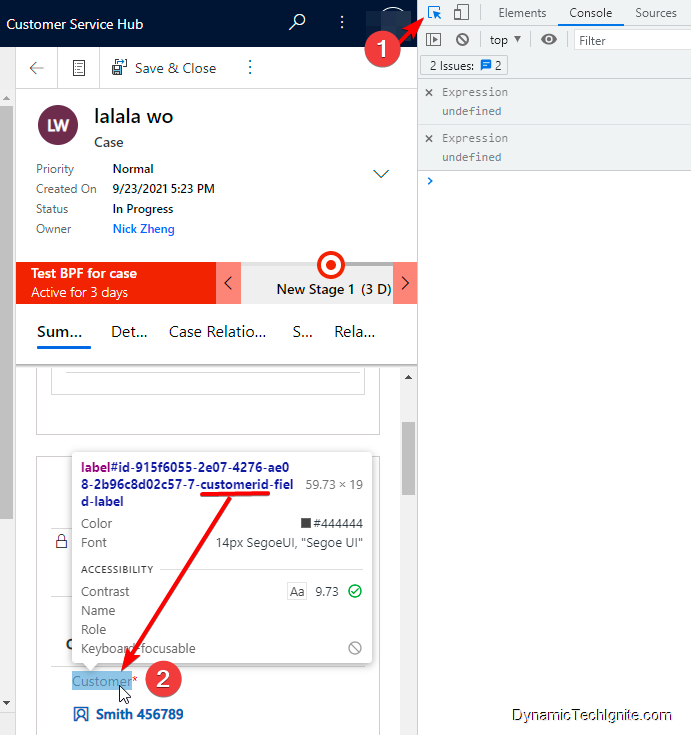 Customer Service Hub
Elements Console Sources
1
top Filter
Save & Close
2 Issues: 2
Expression
undefined
Expression
undefined
LW
lalala wo
Case
Priority Normal
Created On 9/23/2021 5:23 PM
Status In Progress
Owner Nick Zheng
Test BPF for case
Active for 3 days
New Stage 1 (3 D)
Sum... Det... Case Relatio... S... Rela...
label#id-915f6055-2e07-4276-ae0
8-2b96c8d02c57-7-customerid-fiel
d-label
59.73 × 19
Color #444444
Font 14px SegoeUI, "Segoe UI"
ACCESSIBILITY
Contrast Aa 9.73
Name
Role
Keyboard-focusable
Customer*
2
Smith 456789
DynamicTechIgnite.com